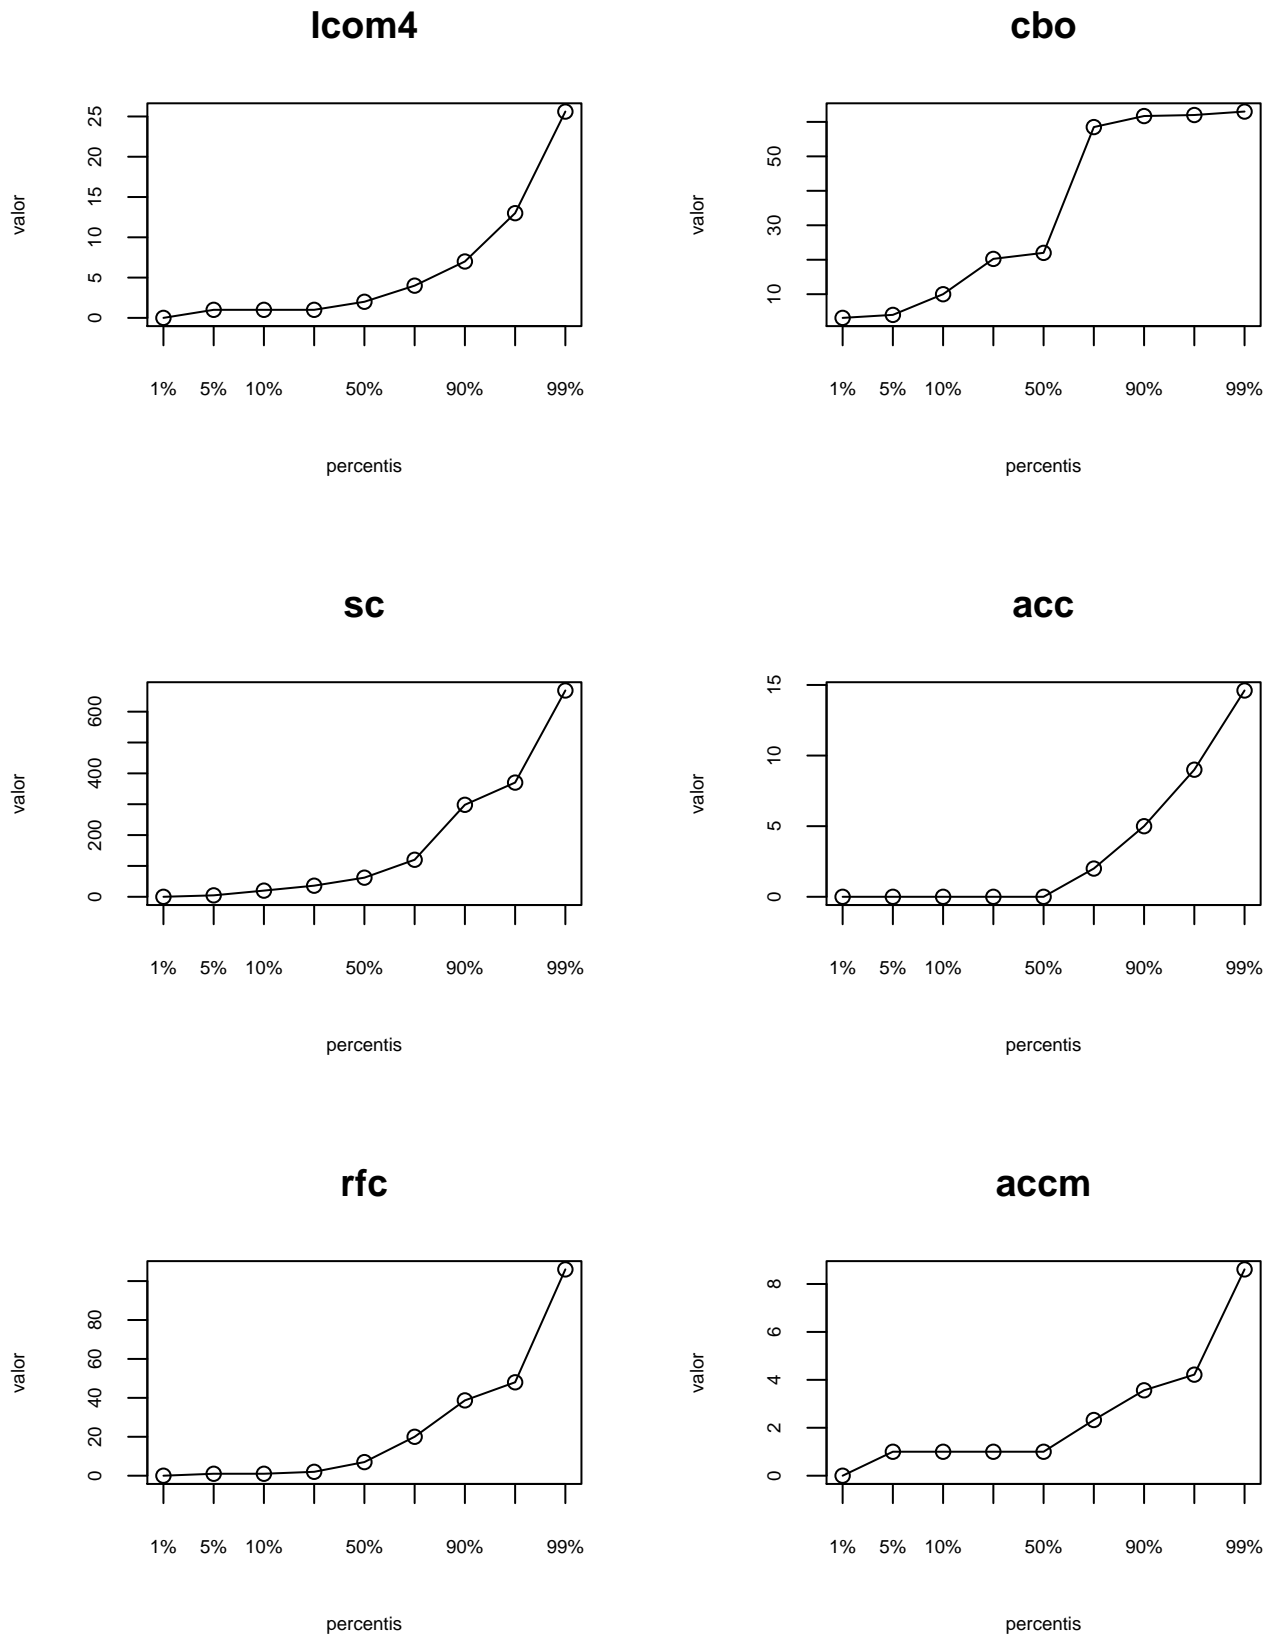 lcom4
valor
0 5 10 15 20 25
1% 5% 10% 50% 90% 99%
percentis
cbo
valor
10 30 50
1% 5% 10% 50% 90% 99%
percentis
sc
valor
0 200 400 600
1% 5% 10% 50% 90% 99%
percentis
acc
valor
0 5 10 15
1% 5% 10% 50% 90% 99%
percentis
rfc
valor
0 20 40 60 80
1% 5% 10% 50% 90% 99%
percentis
accm
valor
0 2 4 6 8
1% 5% 10% 50% 90% 99%
percentis